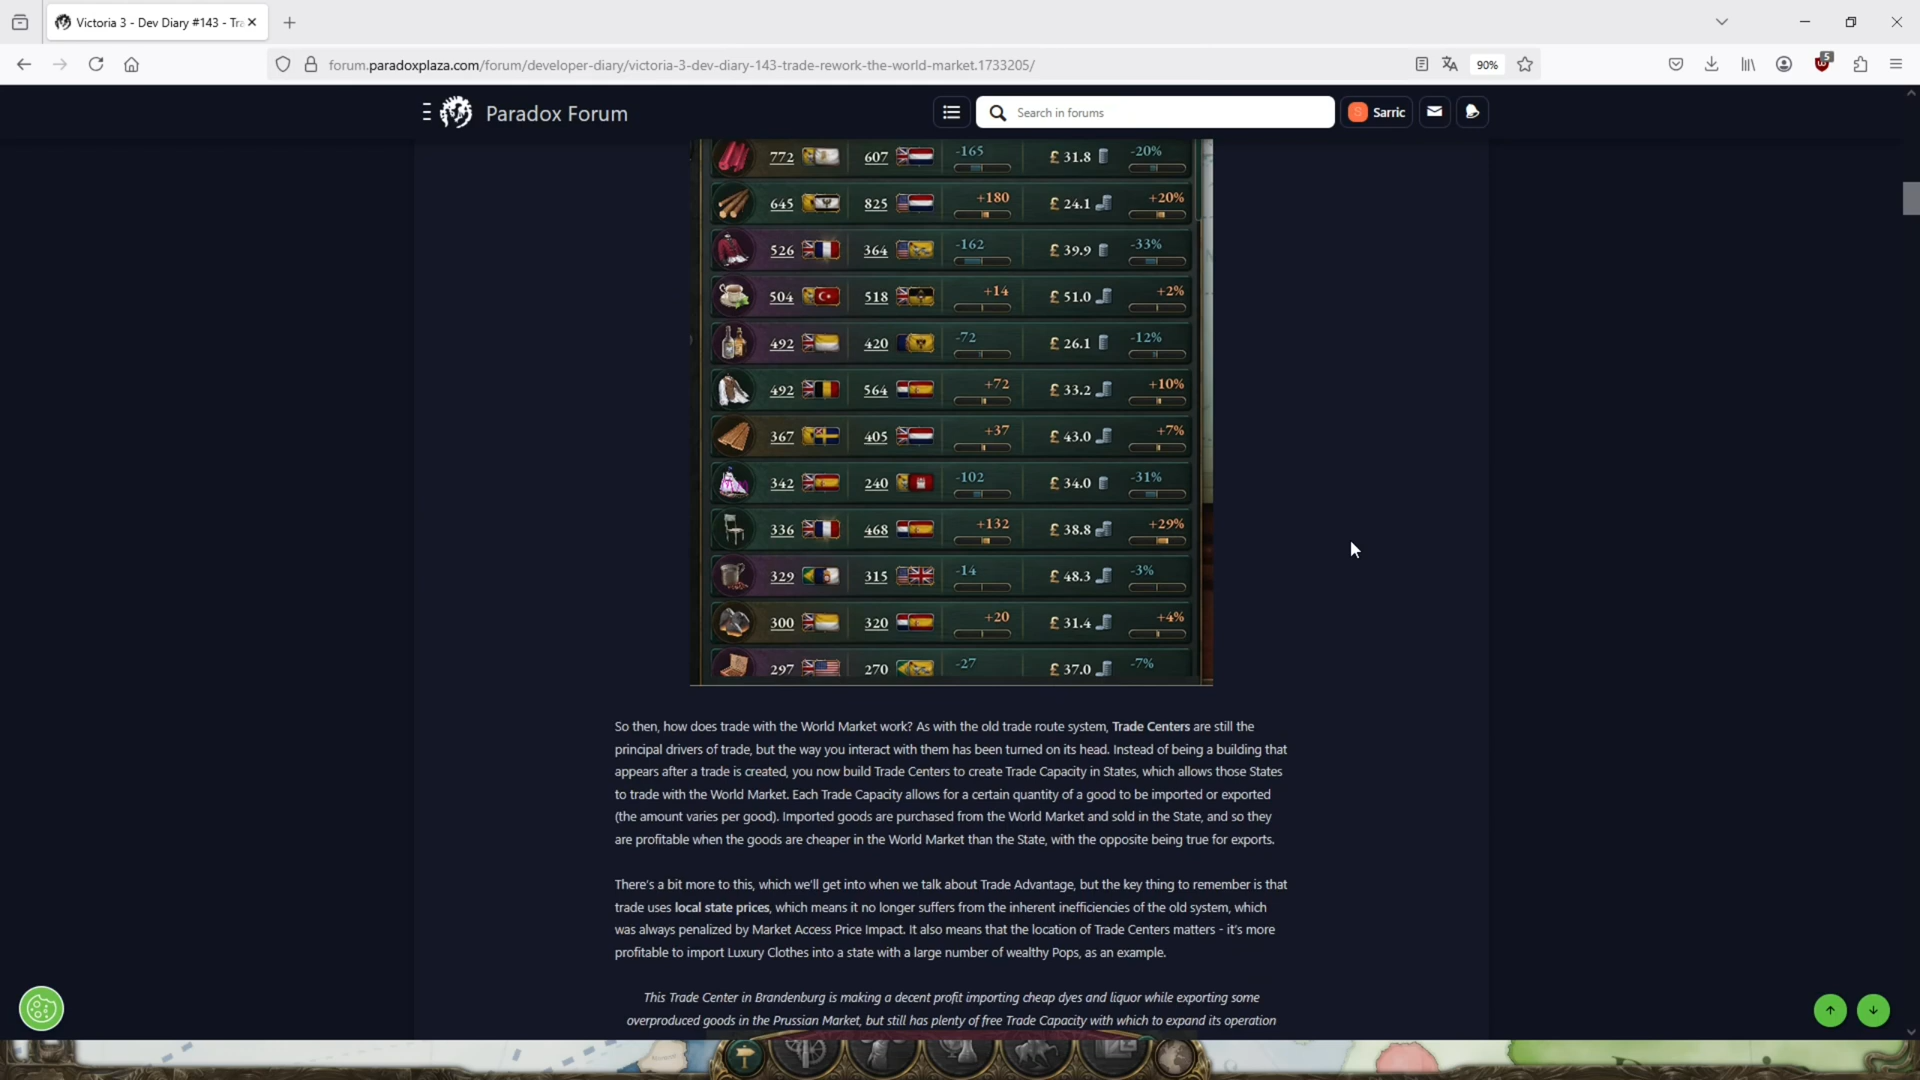 Victoria 3 - Dev Diary #143 - Tra
forum.paradoxplaza.com/forum/developer-diary/victoria-3-dev-diary-143-trade-rework-the-world-market.1733205/
90%
5
Paradox Forum
Search in forums
S Sarric
772 607 -165 £ 31.8 -20%
645 825 +180 £ 24.1 +20%
526 364 -162 £ 39.9 -33%
504 518 +14 £ 51.0 +2%
492 420 -72 £ 26.1 -12%
492 564 +72 £ 33.2 +10%
367 405 +37 £ 43.0 +7%
342 240 -102 £ 34.0 -31%
336 468 +132 £ 38.8 +29%
329 315 -14 £ 48.3 -3%
300 320 +20 £ 31.4 +4%
297 270 -27 £ 37.0 -7%
So then, how does trade with the World Market work? As with the old trade route system, Trade Centers are still the
principal drivers of trade, but the way you interact with them has been turned on its head. Instead of being a building that
appears after a trade is created, you now build Trade Centers to create Trade Capacity in States, which allows those States
to trade with the World Market. Each Trade Capacity allows for a certain quantity of a good to be imported or exported
(the amount varies per good). Imported goods are purchased from the World Market and sold in the State, and so they
are profitable when the goods are cheaper in the World Market than the State, with the opposite being true for exports.
There's a bit more to this, which we'll get into when we talk about Trade Advantage, but the key thing to remember is that
trade uses local state prices, which means it no longer suffers from the inherent inefficiencies of the old system, which
was always penalized by Market Access Price Impact. It also means that the location of Trade Centers matters - it's more
profitable to import Luxury Clothes into a state with a large number of wealthy Pops, as an example.
This Trade Center in Brandenburg is making a decent profit importing cheap dyes and liquor while exporting some
overproduced goods in the Prussian Market, but still has plenty of free Trade Capacity with which to expand its operation